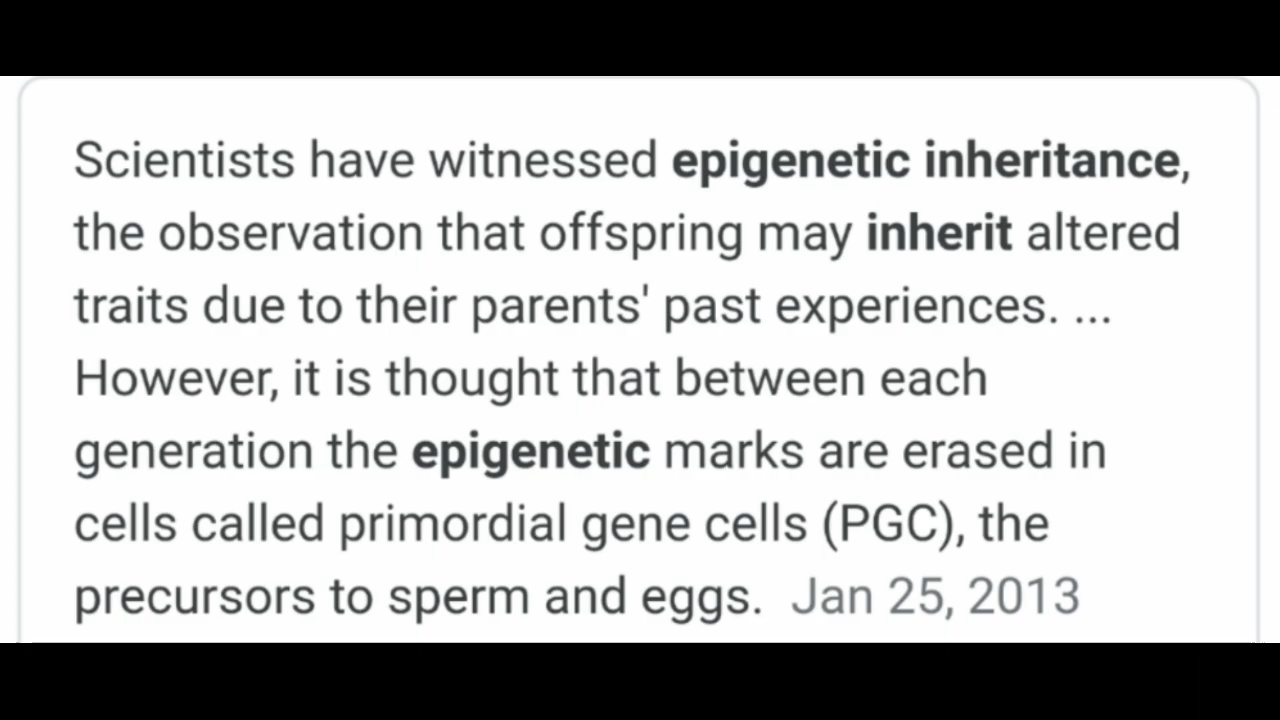 Scientists have witnessed epigenetic inheritance,
the observation that offspring may inherit altered
traits due to their parents' past experiences. ...
However, it is thought that between each
generation the epigenetic marks are erased in
cells called primordial gene cells (PGC), the
precursors to sperm and eggs. Jan 25, 2013